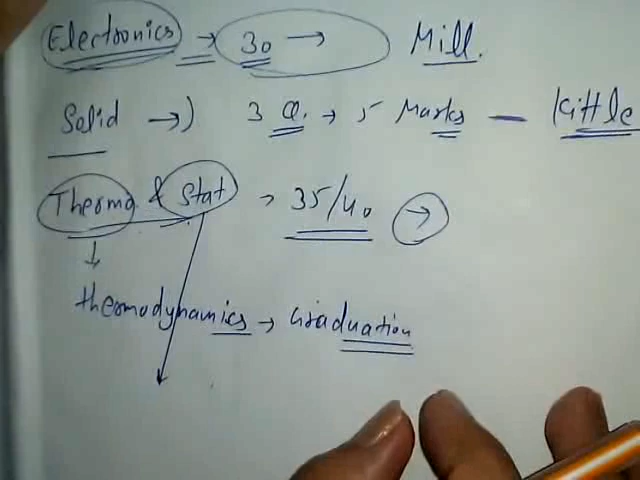 Electronics → 30 → Mill.
Solid → ) 3 Q. → 5 Marks — kittle
Thermo & Stat → 35/40 →
↓
thermodynamics → Graduation